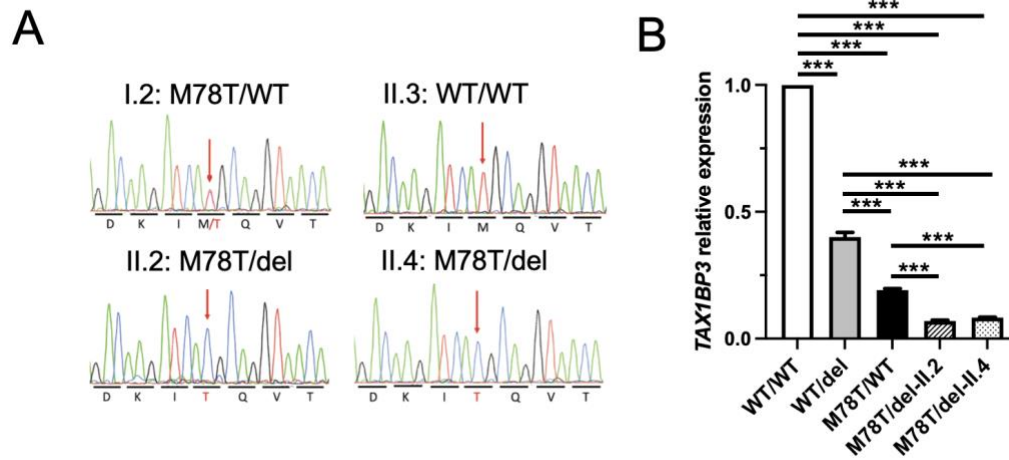 A
I.2: M78T/WT
II.3: WT/WT
D K I M/T Q V T
D K I M Q V T
II.2: M78T/del
II.4: M78T/del
D K I T Q V T
D K I T Q V T
B
***
***
***
***
***
***
***
***
***
TAX1BP3 relative expression
1.0
0.5
0.0
WT/WT
WT/del
M78T/WT
M78T/del-II.2
M78T/del-II.4